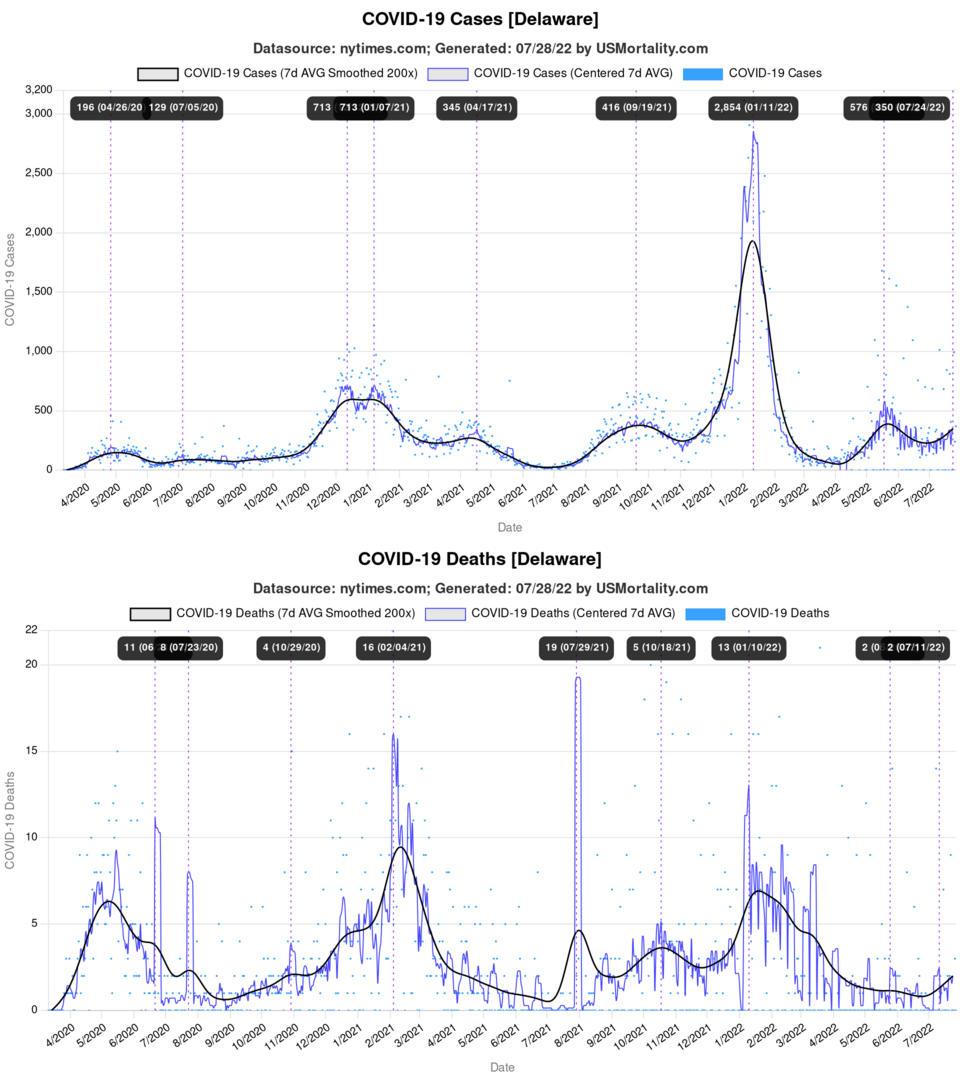 COVID-19 Cases [Delaware]
Datasource: nytimes.com; Generated: 07/28/22 by USMortality.com
COVID-19 Cases (7d AVG Smoothed 200x) COVID-19 Cases (Centered 7d AVG) COVID-19 Cases
3,200
196 (04/26/20 129 (07/05/20) 713 713 (01/07/21) 345 (04/17/21) 416 (09/19/21) 2,854 (01/11/22) 576 350 (07/24/22)
3,000
2,500
2,000
1,500
1,000
500
0
COVID-19 Cases
4/2020 5/2020 6/2020 7/2020 8/2020 9/2020 10/2020 11/2020 12/2020 1/2021 2/2021 3/2021 4/2021 5/2021 6/2021 7/2021 8/2021 9/2021 10/2021 11/2021 12/2021 1/2022 2/2022 3/2022 4/2022 5/2022 6/2022 7/2022
Date
COVID-19 Deaths [Delaware]
Datasource: nytimes.com; Generated: 07/28/22 by USMortality.com
COVID-19 Deaths (7d AVG Smoothed 200x) COVID-19 Deaths (Centered 7d AVG) COVID-19 Deaths
22
11 (06 8 (07/23/20) 4 (10/29/20) 16 (02/04/21) 19 (07/29/21) 5 (10/18/21) 13 (01/10/22) 2 (0 2 (07/11/22)
20
15
10
5
0
COVID-19 Deaths
4/2020 5/2020 6/2020 7/2020 8/2020 9/2020 10/2020 11/2020 12/2020 1/2021 2/2021 3/2021 4/2021 5/2021 6/2021 7/2021 8/2021 9/2021 10/2021 11/2021 12/2021 1/2022 2/2022 3/2022 4/2022 5/2022 6/2022 7/2022
Date